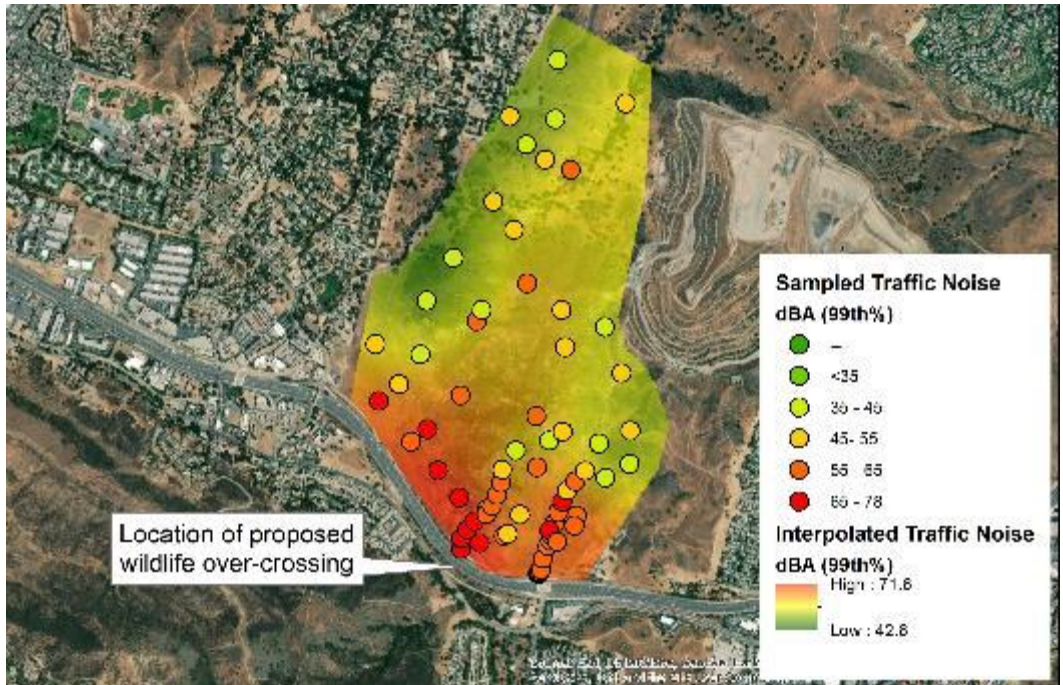 Location of proposed
wildlife over-crossing
Sampled Traffic Noise
dBA (99th%)
--
<35
35 - 45
45- 55
55 - 65
65 - 78
Interpolated Traffic Noise
dBA (99th%)
High : 71.6
Low : 42.8